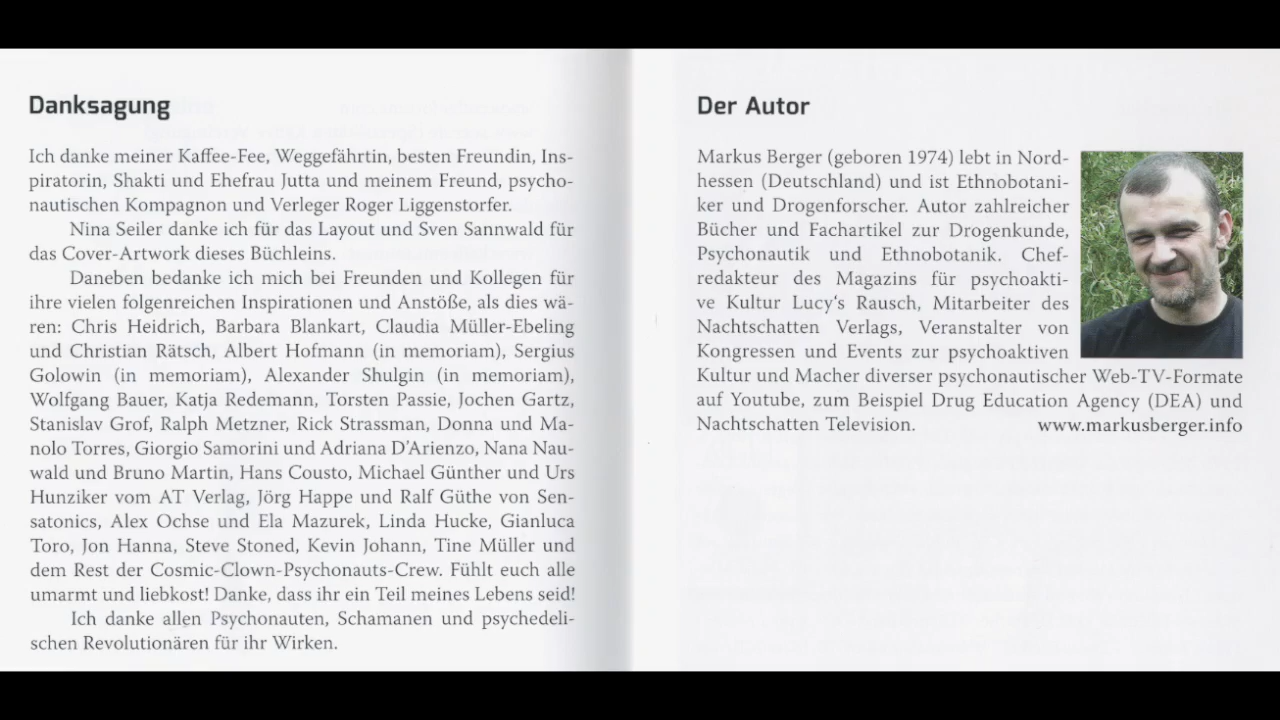 Danksagung
Ich danke meiner Kaffee-Fee, Weggefährtin, besten Freundin, Ins-
piratorin, Shakti und Ehefrau Jutta und meinem Freund, psycho-
nautischen Kompagnon und Verleger Roger Liggenstorfer.
Nina Seiler danke ich für das Layout und Sven Sannwald für
das Cover-Artwork dieses Büchleins.
Daneben bedanke ich mich bei Freunden und Kollegen für
ihre vielen folgenreichen Inspirationen und Anstöße, als dies wä-
ren: Chris Heidrich, Barbara Blankart, Claudia Müller-Ebeling
und Christian Rätsch, Albert Hofmann (in memoriam), Sergius
Golowin (in memoriam), Alexander Shulgin (in memoriam),
Wolfgang Bauer, Katja Redemann, Torsten Passie, Jochen Gartz,
Stanislav Grof, Ralph Metzner, Rick Strassman, Donna und Ma-
nolo Torres, Giorgio Samorini und Adriana D'Arienzo, Nana Nau-
wald und Bruno Martin, Hans Cousto, Michael Günther und Urs
Hunziker vom AT Verlag, Jörg Happe und Ralf Güthe von Sen-
satonics, Alex Ochse und Ela Mazurek, Linda Hucke, Gianluca
Toro, Jon Hanna, Steve Stoned, Kevin Johann, Tine Müller und
dem Rest der Cosmic-Clown-Psychonauts-Crew. Fühlt euch alle
umarmt und liebkost! Danke, dass ihr ein Teil meines Lebens seid!
Ich danke allen Psychonauten, Schamanen und psychedeli-
schen Revolutionären für ihr Wirken.
Der Autor
Markus Berger (geboren 1974) lebt in Nord-
hessen (Deutschland) und ist Ethnobotani-
ker und Drogenforscher. Autor zahlreicher
Bücher und Fachartikel zur Drogenkunde,
Psychonautik und Ethnobotanik. Chef-
redakteur des Magazins für psychoakti-
ve Kultur Lucy's Rausch, Mitarbeiter des
Nachtschatten Verlags, Veranstalter von
Kongressen und Events zur psychoaktiven
Kultur und Macher diverser psychonautischer Web-TV-Formate
auf Youtube, zum Beispiel Drug Education Agency (DEA) und
Nachtschatten Television. www.markusberger.info